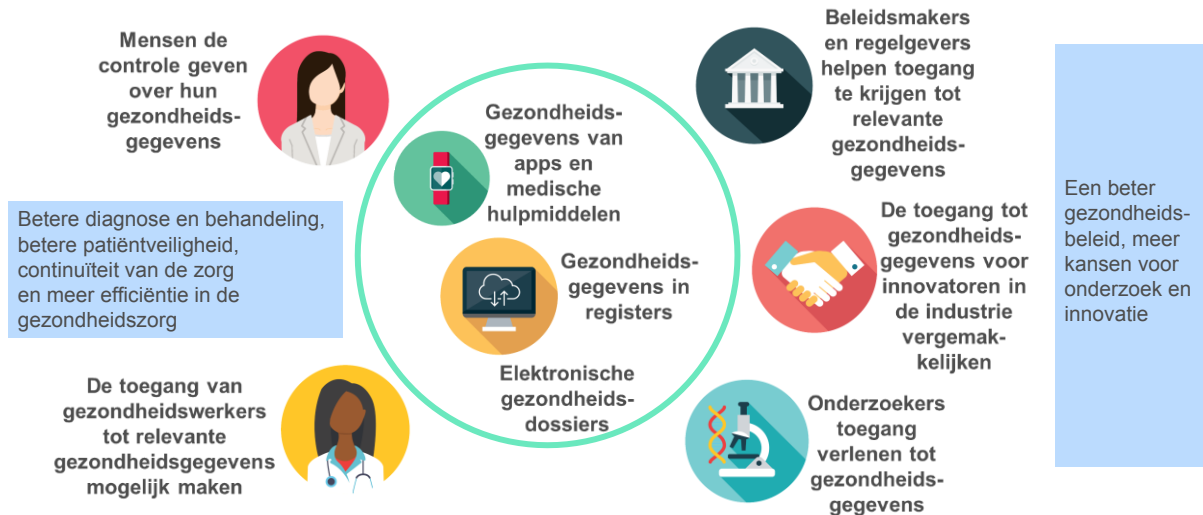 Mensen de
controle geven
over hun
gezondheids-
gegevens
Betere diagnose en behandeling,
betere patiëntveiligheid,
continuïteit van de zorg
en meer efficiëntie in de
gezondheidszorg
De toegang van
gezondheidswerkers
tot relevante
gezondheidsgegevens
mogelijk maken
Gezondheids-
gegevens van
apps en
medische
hulpmiddelen
Gezondheids-
gegevens in
registers
Elektronische
gezondheids-
dossiers
Beleidsmakers
en regelgevers
helpen toegang
te krijgen tot
relevante
gezondheids-
gegevens
De toegang tot
gezondheids-
gegevens voor
innovatoren in
de industrie
vergemak-
kelijken
Onderzoekers
toegang
verlenen tot
gezondheids-
gegevens
Een beter
gezondheids-
beleid, meer
kansen voor
onderzoek en
innovatie